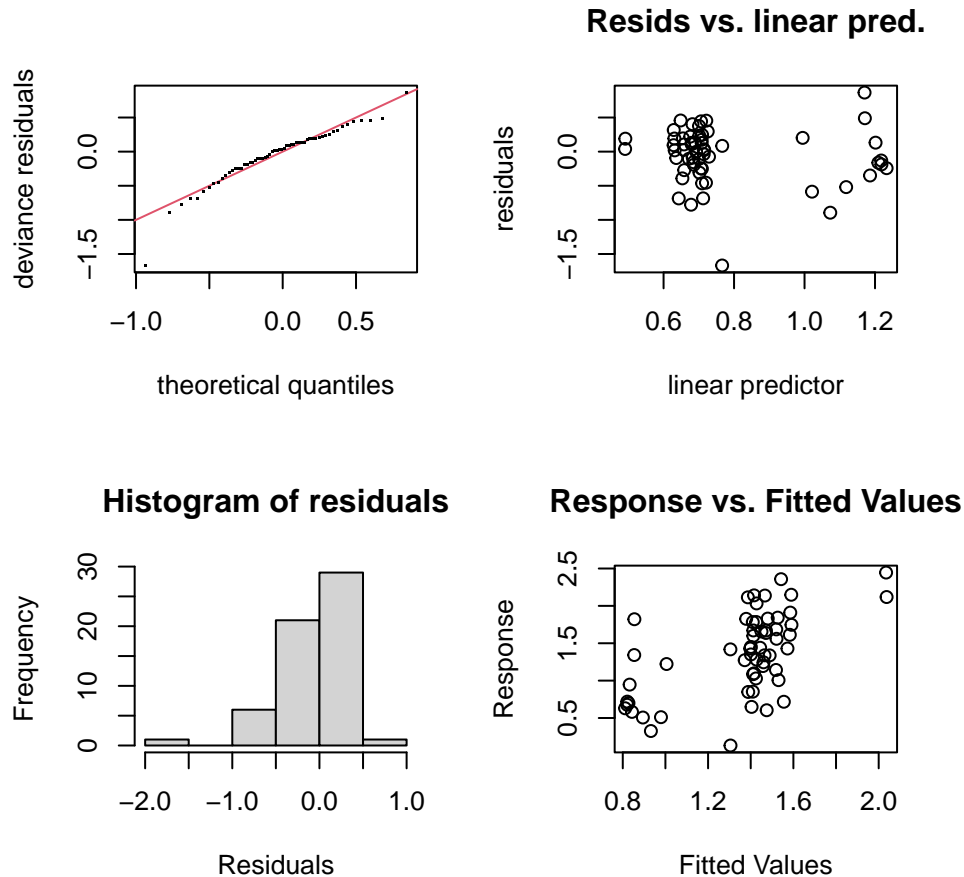 Resids vs. linear pred.
deviance residuals
0.0
−1.5
−1.0
0.0
0.5
theoretical quantiles
residuals
0.0
−1.5
0.6
0.8
1.0
1.2
linear predictor
Histogram of residuals
Frequency
30
20
10
0
−2.0
−1.0
0.0
1.0
Residuals
Response vs. Fitted Values
Response
2.5
1.5
0.5
0.8
1.2
1.6
2.0
Fitted Values